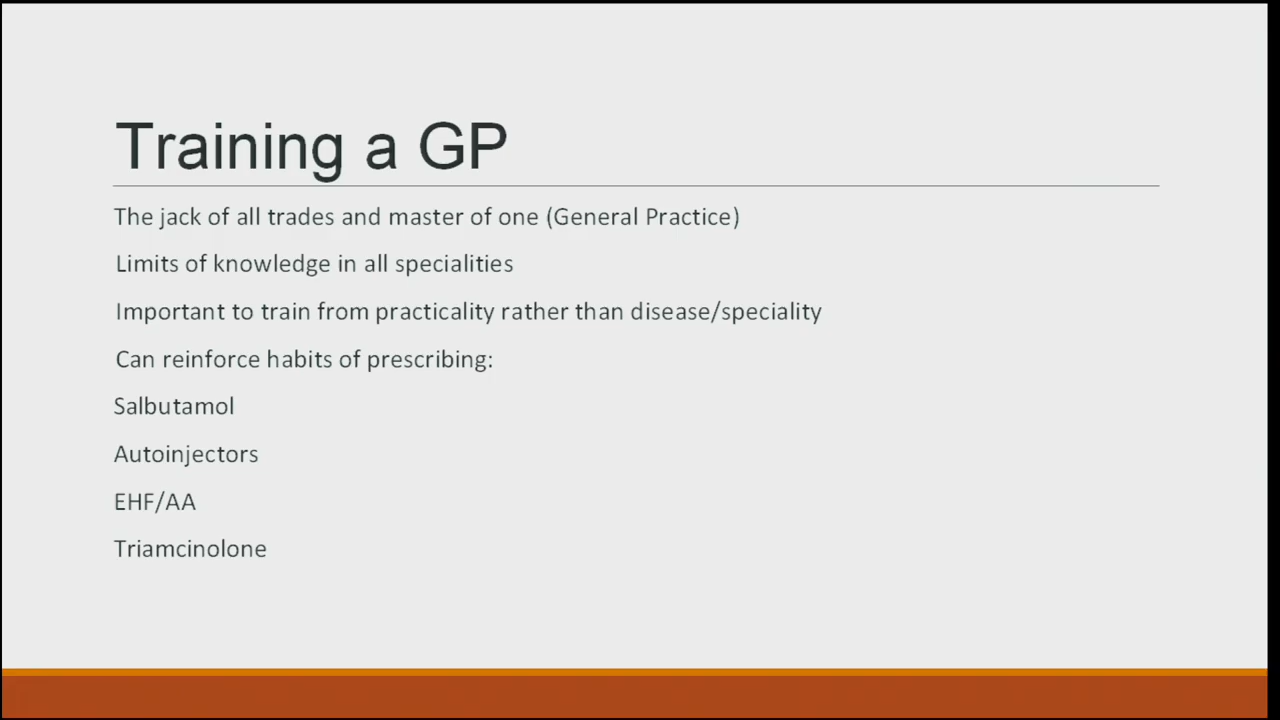 Training a GP
The jack of all trades and master of one (General Practice)
Limits of knowledge in all specialities
Important to train from practicality rather than disease/speciality
Can reinforce habits of prescribing:
Salbutamol
Autoinjectors
EHF/AA
Triamcinolone